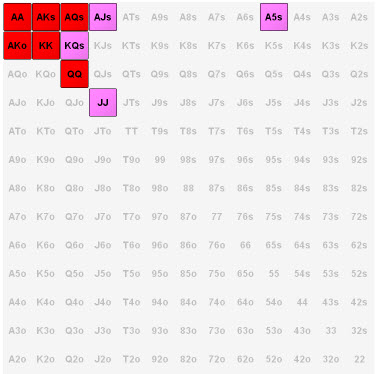 AA AKs AQs AJs ATs A9s A8s A7s A6s A5s A4s A3s A2s
AKo KK KQs KJs KTs K9s K8s K7s K6s K5s K4s K3s K2s
AQo KQo QQ QJs QTs Q9s Q8s Q7s Q6s Q5s Q4s Q3s Q2s
AJo KJo QJo JJ JTs J9s J8s J7s J6s J5s J4s J3s J2s
ATo KTo QTo JTo TT T9s T8s T7s T6s T5s T4s T3s T2s
A9o K9o Q9o J9o T9o 99 98s 97s 96s 95s 94s 93s 92s
A8o K8o Q8o J8o T8o 98o 88 87s 86s 85s 84s 83s 82s
A7o K7o Q7o J7o T7o 97o 87o 77 76s 75s 74s 73s 72s
A6o K6o Q6o J6o T6o 96o 86o 76o 66 65s 64s 63s 62s
A5o K5o Q5o J5o T5o 95o 85o 75o 65o 55 54s 53s 52s
A4o K4o Q4o J4o T4o 94o 84o 74o 64o 54o 44 43s 42s
A3o K3o Q3o J3o T3o 93o 83o 73o 63o 53o 43o 33 32s
A2o K2o Q2o J2o T2o 92o 82o 72o 62o 52o 42o 32o 22